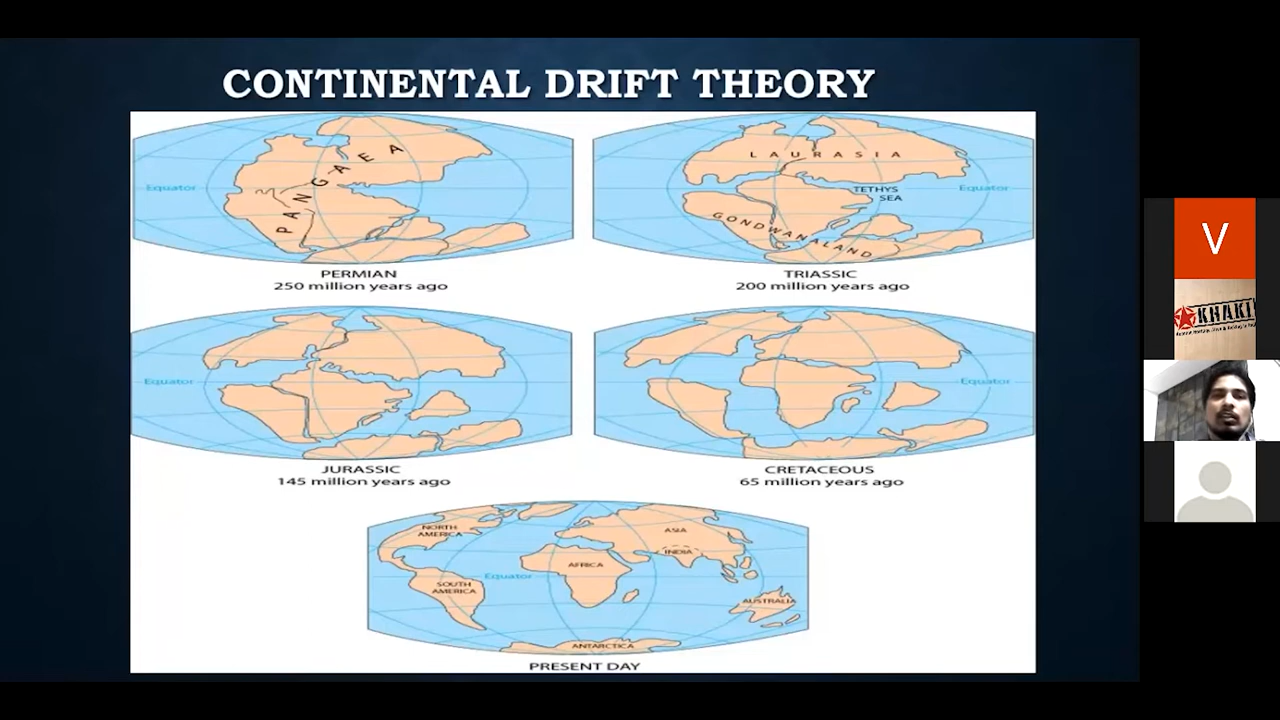 CONTINENTAL DRIFT THEORY
PANGAEA
Equator
PERMIAN
250 million years ago
LAURASIA
TETHYS
SEA
Equator
GONDWANALAND
TRIASSIC
200 million years ago
Equator
JURASSIC
145 million years ago
Equator
CRETACEOUS
65 million years ago
NORTH
AMERICA
ASIA
INDIA
AFRICA
Equator
SOUTH
AMERICA
AUSTRALIA
ANTARCTICA
PRESENT DAY
V
KHAKI